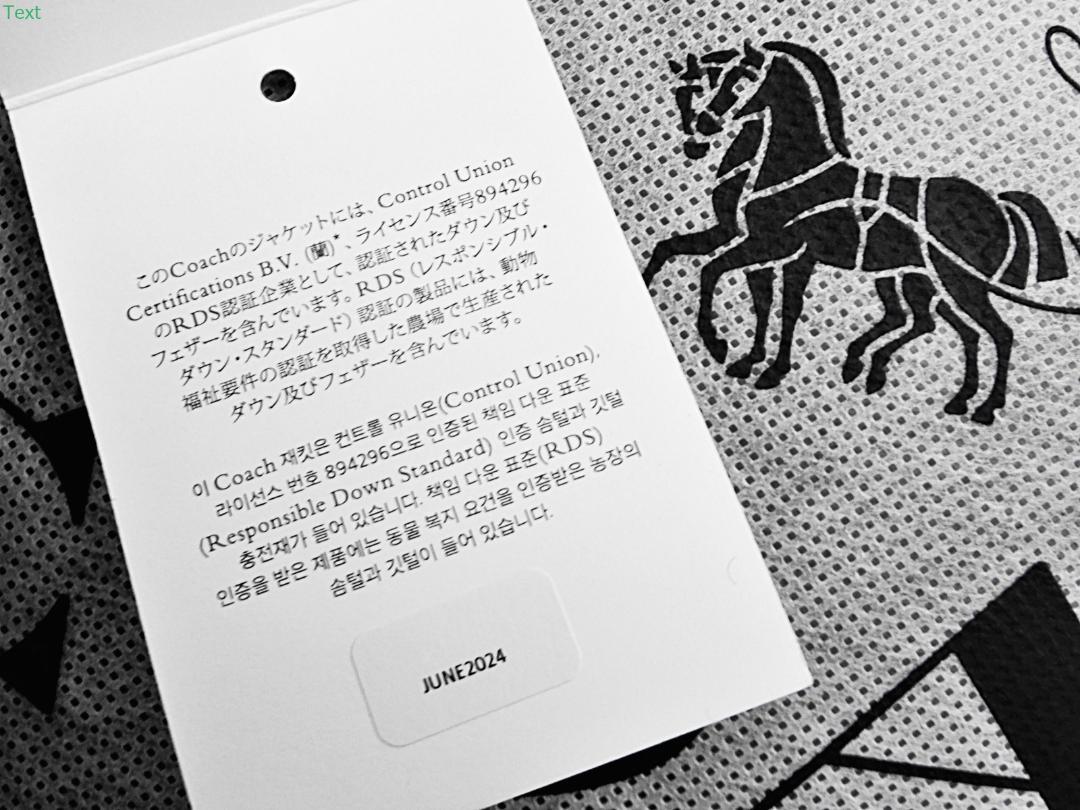 Text
このCoachのジャケットには、Control Union
Certifications B.V. (蘭)*、ライセンス番号894296
のRDS認証企業として、認証されたダウン及び
フェザーを含んでいます。RDS（レスポンシブル・
ダウン・スタンダード）認証の製品には、動物
福祉要件の認証を取得した農場で生産された
ダウン及びフェザーを含んでいます。
이 Coach 재킷은 컨트롤 유니온(Control Union),
라이선스 번호 894296으로 인증된 책임 다운 표준
(Responsible Down Standard) 인증 솜털과 깃털
충전재가 들어 있습니다. 책임 다운 표준(RDS)
인증을 받은 제품에는 동물 복지 요건을 인증받은 농장의
솜털과 깃털이 들어 있습니다.
JUNE2024